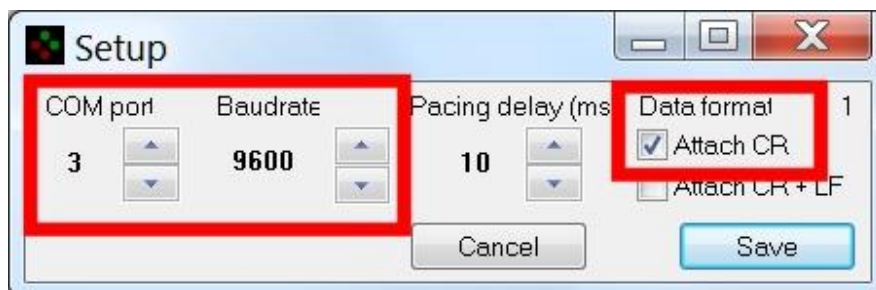 Setup
COM port Baudrate Pacing delay (ms Data format 1
3 9600 10 Attach CR
Attach CR + LF
Cancel Save